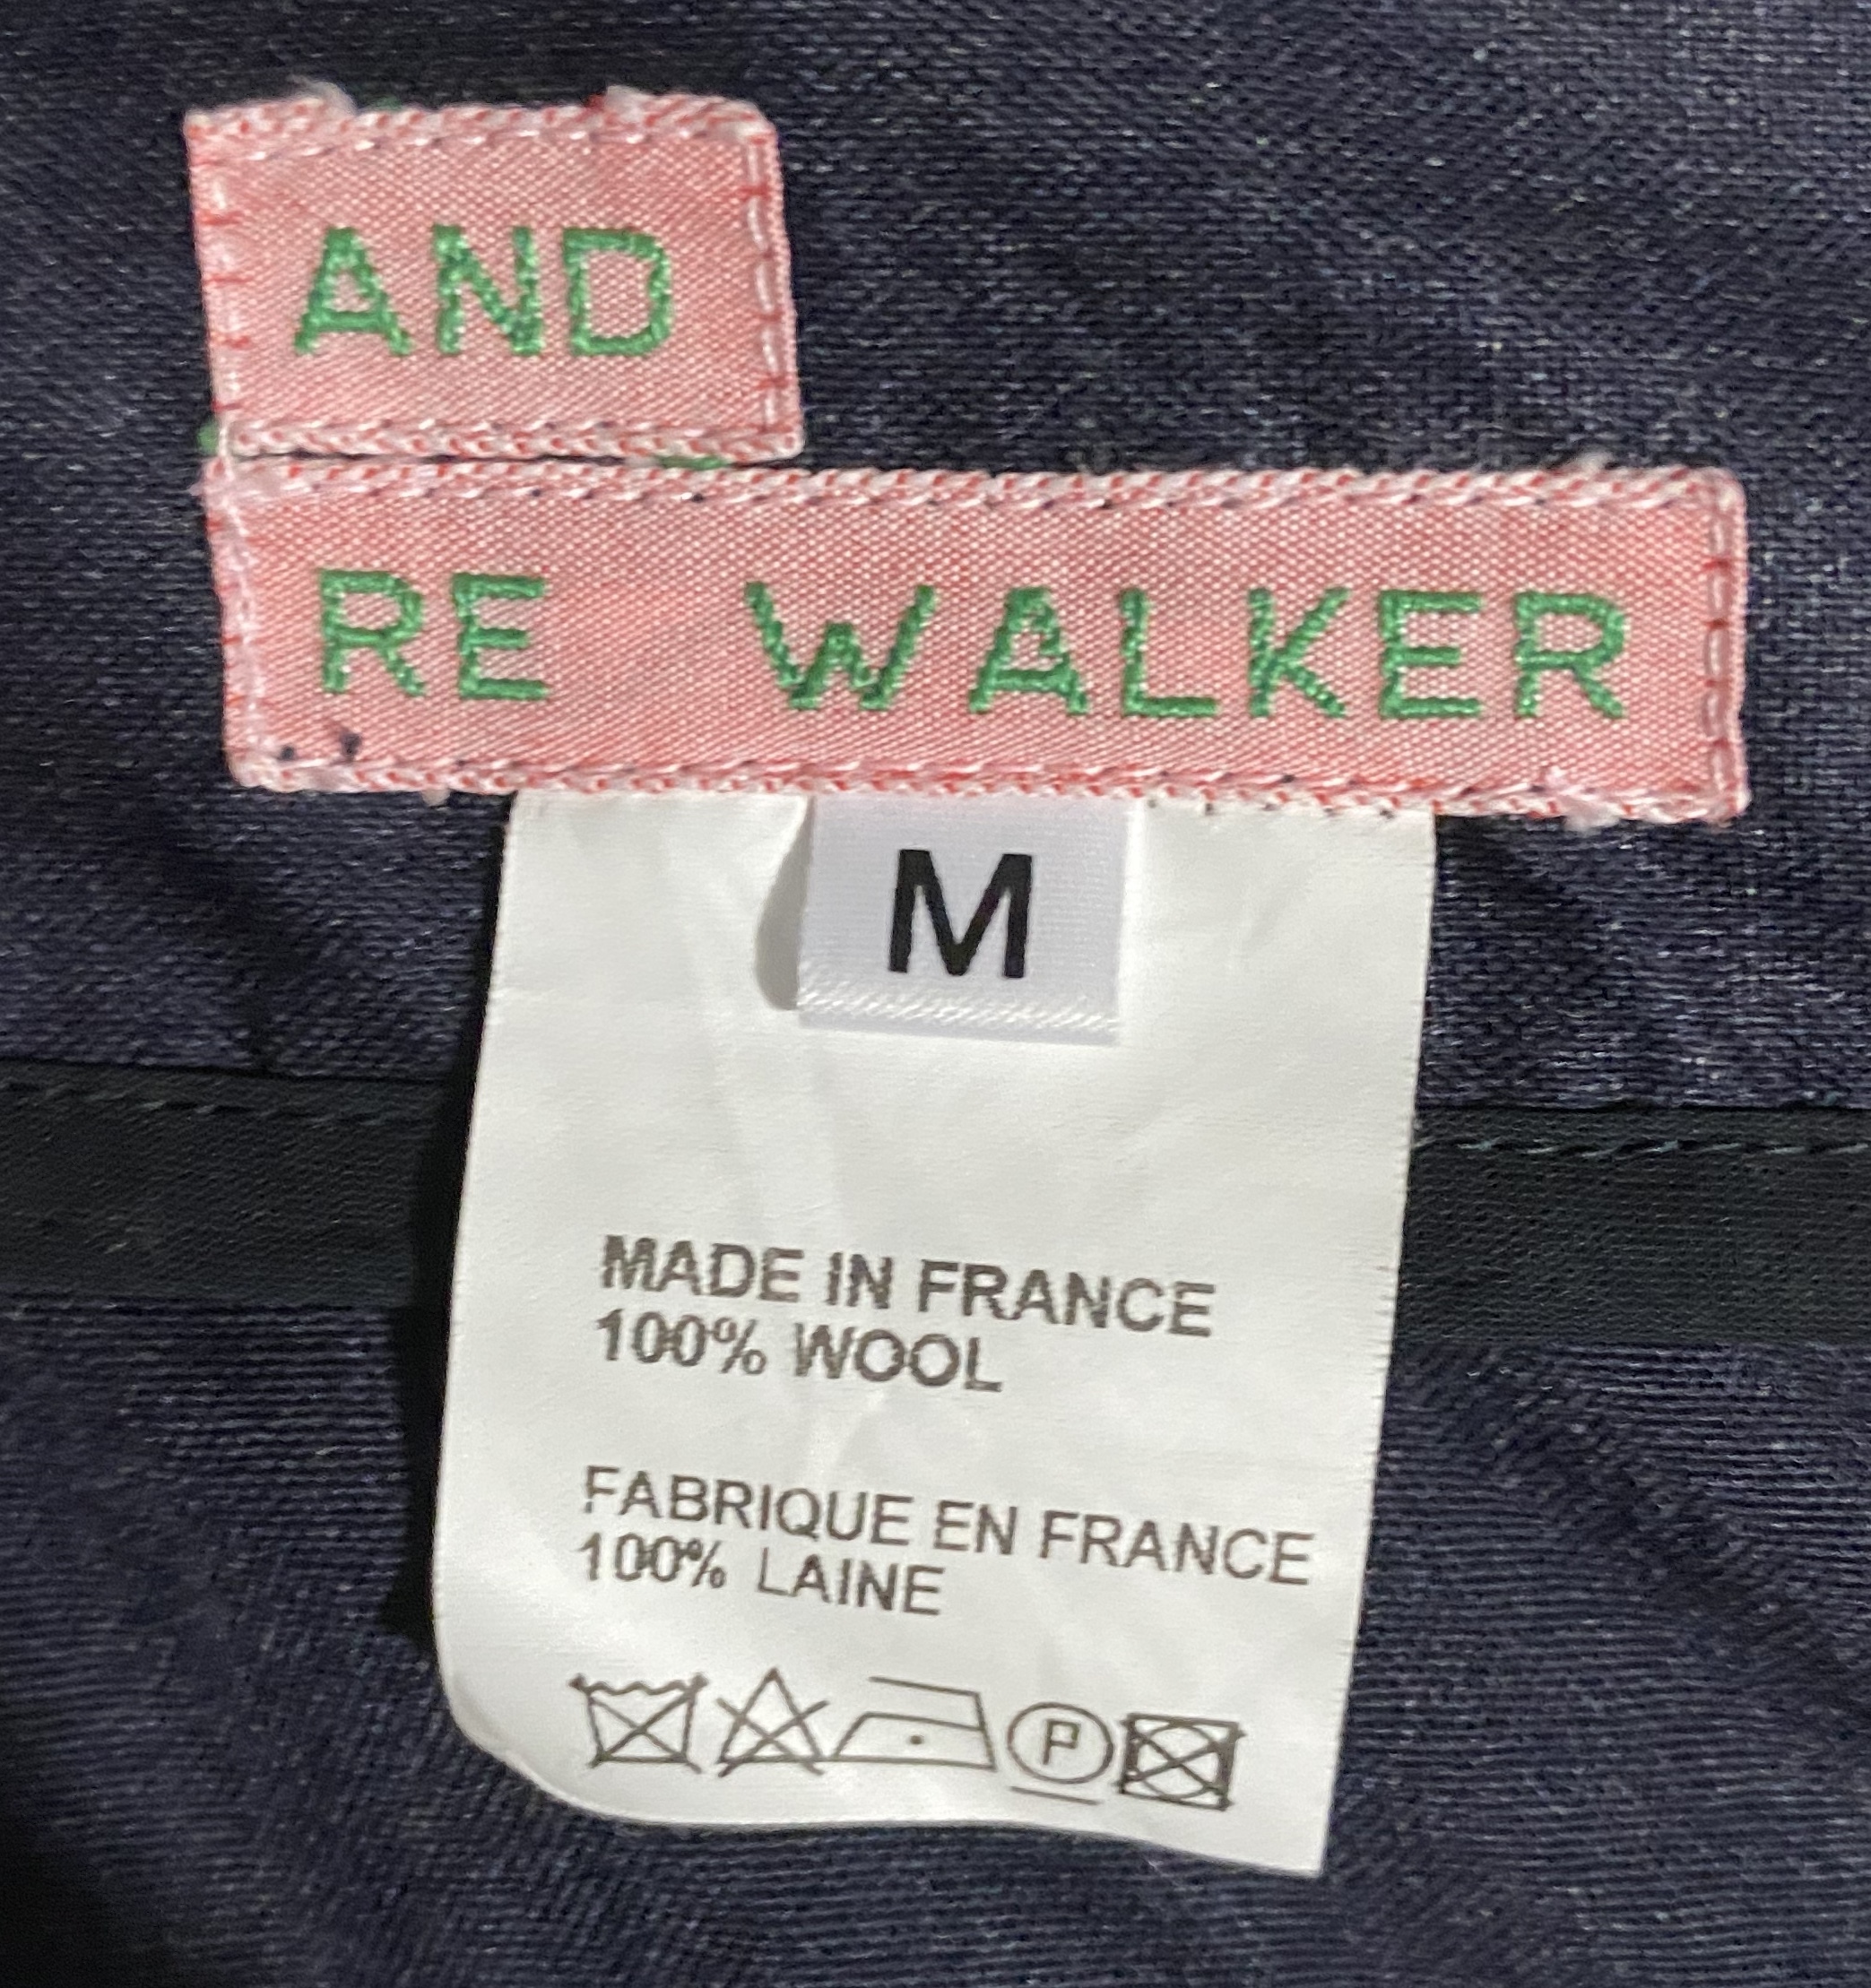 AND
RE WALKER
M
MADE IN FRANCE
100% WOOL
FABRIQUE EN FRANCE
100% LAINE
P